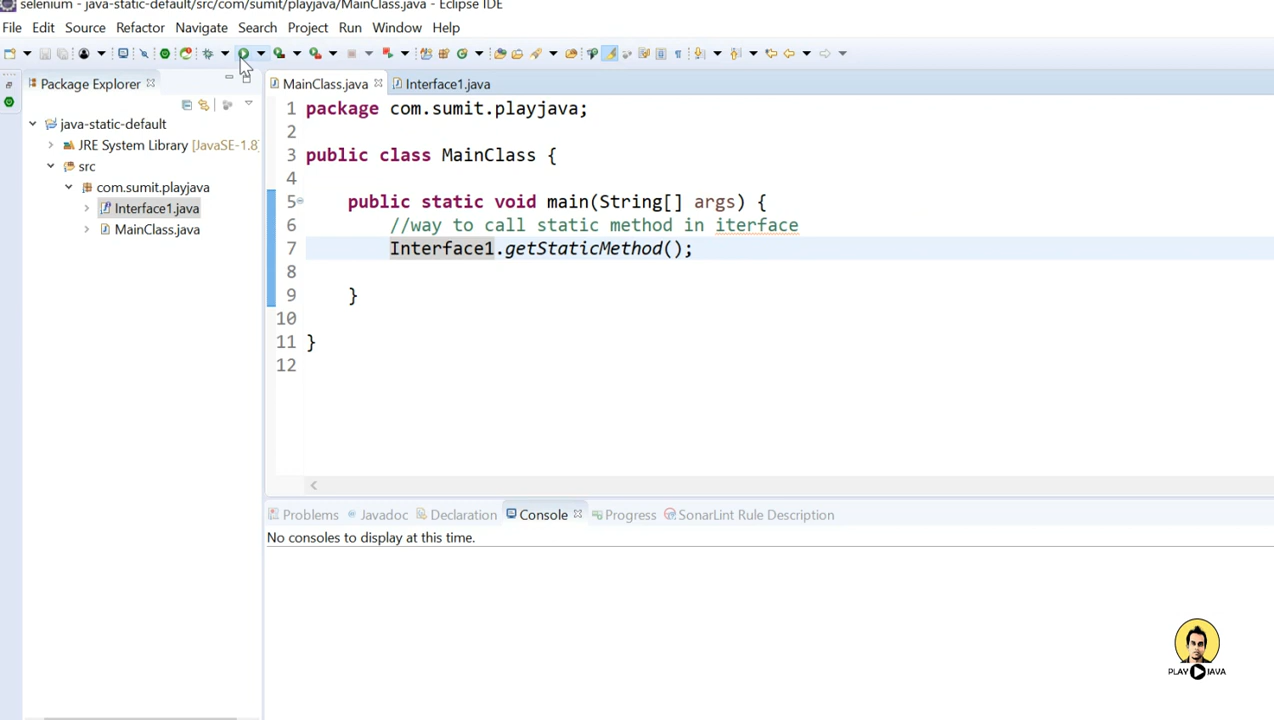 selenium - java-static-default/src/com/sumit/playjava/MainClass.java - Eclipse IDE
File Edit Source Refactor Navigate Search Project Run Window Help
Package Explorer
MainClass.java Interface1.java
java-static-default
JRE System Library [JavaSE-1.8]
src
com.sumit.playjava
Interface1.java
MainClass.java
1 package com.sumit.playjava;
2
3 public class MainClass {
4
5 public static void main(String[] args) {
6 //way to call static method in iterface
7 Interface1.getStaticMethod();
8
9 }
10
11 }
12
Problems Javadoc Declaration Console Progress SonarLint Rule Description
No consoles to display at this time.
PLAY JAVA